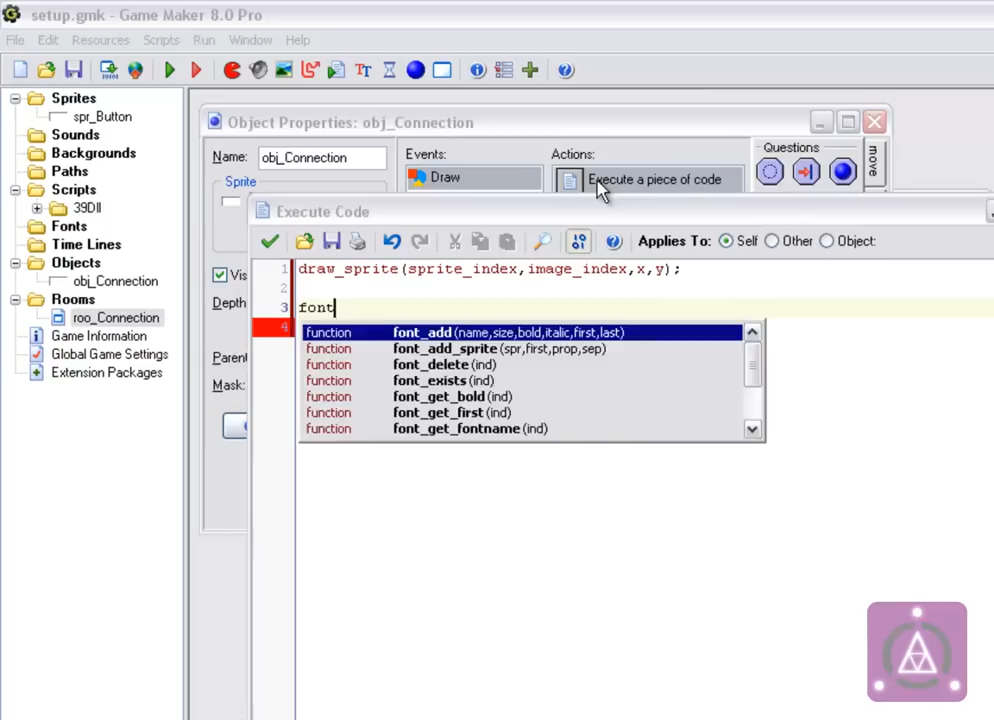 setup.gmk - Game Maker 8.0 Pro
File Edit Resources Scripts Run Window Help
Sprites
spr_Button
Sounds
Backgrounds
Paths
Scripts
39Dll
Fonts
Time Lines
Objects
obj_Connection
Rooms
roo_Connection
Game Information
Global Game Settings
Extension Packages
Object Properties: obj_Connection
Name: obj_Connection
Events:
Actions:
Questions
move
Sprite
Draw
Execute a piece of code
Vis
Depth
Parent
Mask:
Execute Code
Applies To: Self Other Object:
1 draw_sprite(sprite_index,image_index,x,y);
2
3 font
4
function font_add(name,size,bold,italic,first,last)
function font_add_sprite(spr,first,prop,sep)
function font_delete(ind)
function font_exists(ind)
function font_get_bold(ind)
function font_get_first(ind)
function font_get_fontname(ind)